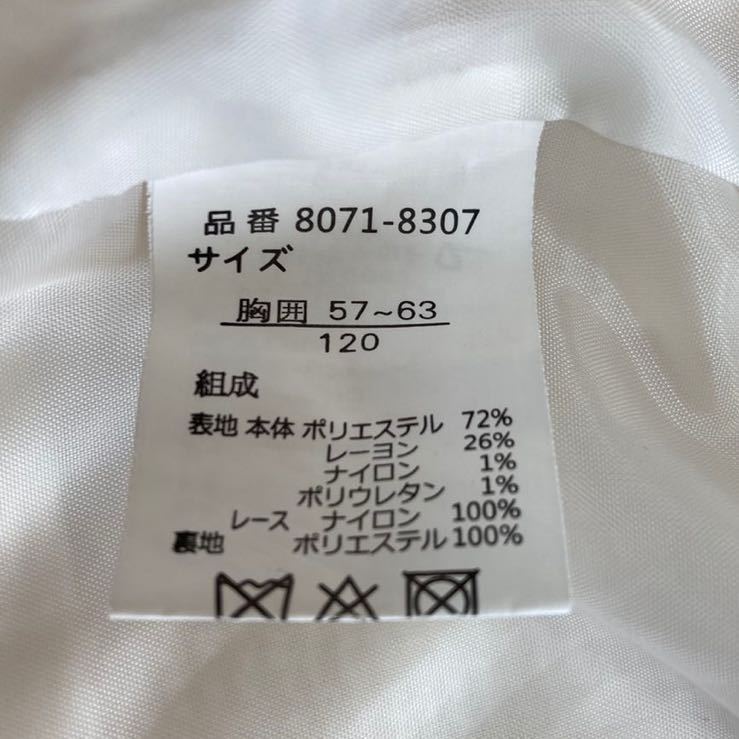 品番 8071-8307
サイズ
胸囲 57~63
120
組成
表地 本体 ポリエステル 72%
レーヨン 26%
ナイロン 1%
ポリウレタン 1%
レース ナイロン 100%
裏地 ポリエステル 100%